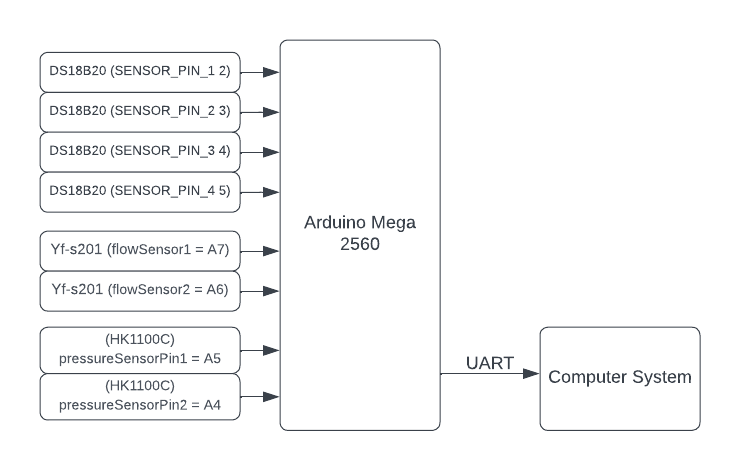 DS18B20 (SENSOR_PIN_1 2)
DS18B20 (SENSOR_PIN_2 3)
DS18B20 (SENSOR_PIN_3 4)
DS18B20 (SENSOR_PIN_4 5)
Yf-s201 (flowSensor1 = A7)
Yf-s201 (flowSensor2 = A6)
(HK1100C)
pressureSensorPin1 = A5
(HK1100C)
pressureSensorPin2 = A4
Arduino Mega
2560
UART
Computer System